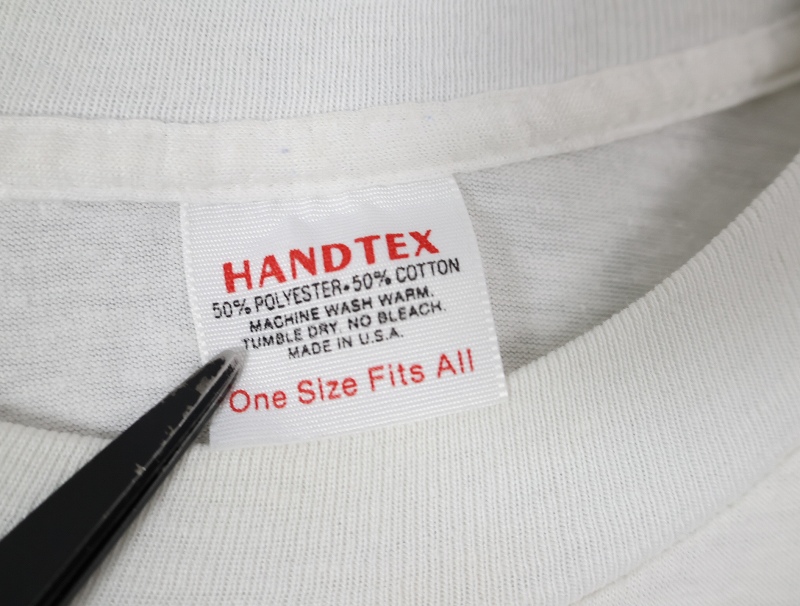 HANDTEX
50% POLYESTER•50% COTTON
MACHINE WASH WARM.
TUMBLE DRY. NO BLEACH.
MADE IN U.S.A.
One Size Fits All